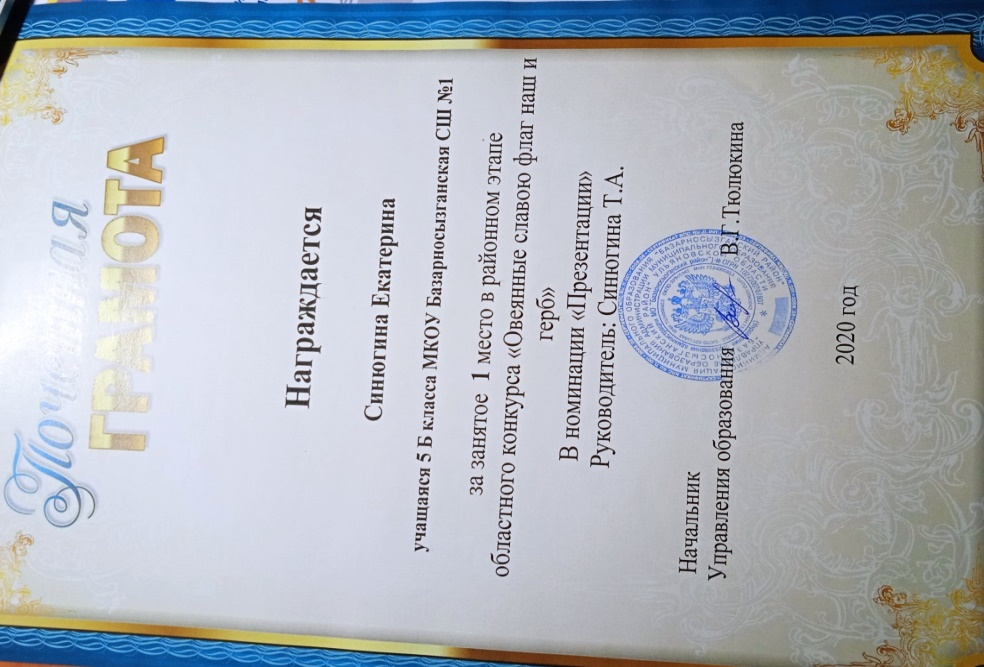 Почетная
ГРАМОТА
Награждается
Синюгина Екатерина
учащаяся 5 Б класса МКОУ Базарносызганская СШ №1
за занятое 1 место в районном этапе
областного конкурса «Овеянные славою флаг наш и
герб»
В номинации «Презентации»
Руководитель: Синюгина Т.А.
Начальник
Управления образования В.Г.Тюлюкина
2020 год